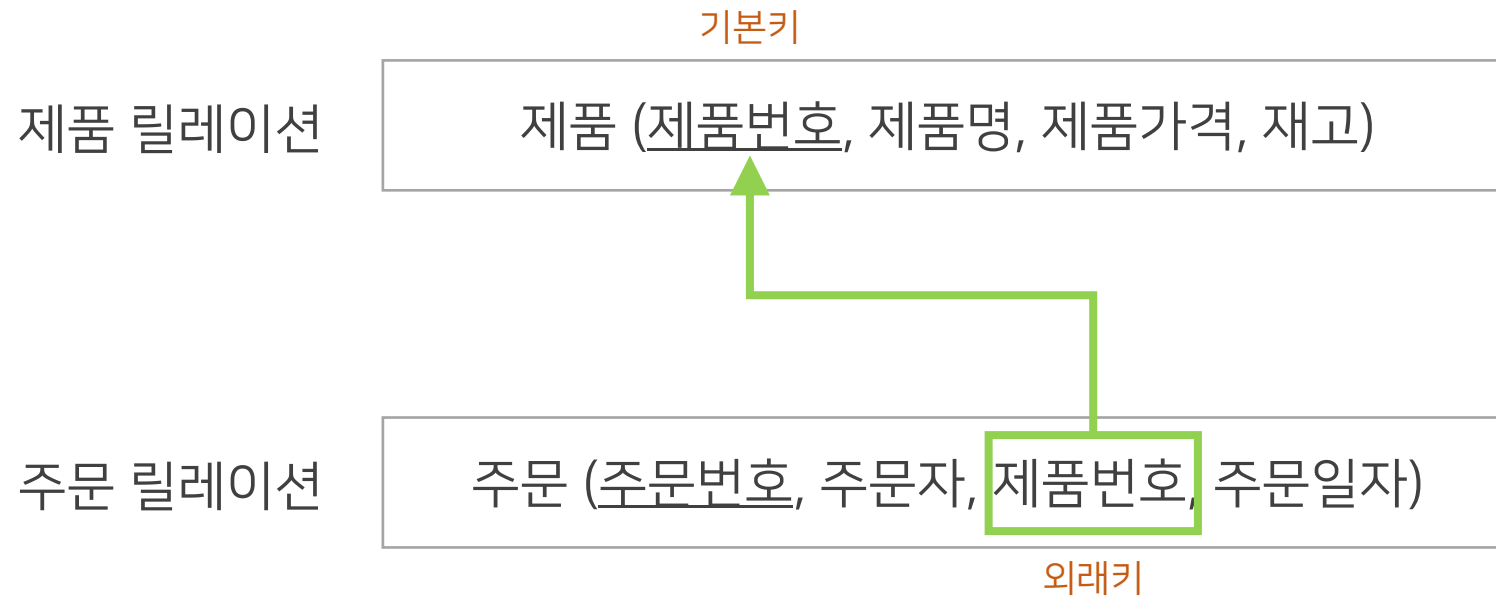 기본키
제품 릴레이션
제품 (제품번호, 제품명, 제품가격, 재고)
주문 릴레이션
주문 (주문번호, 주문자, 제품번호, 주문일자)
외래키